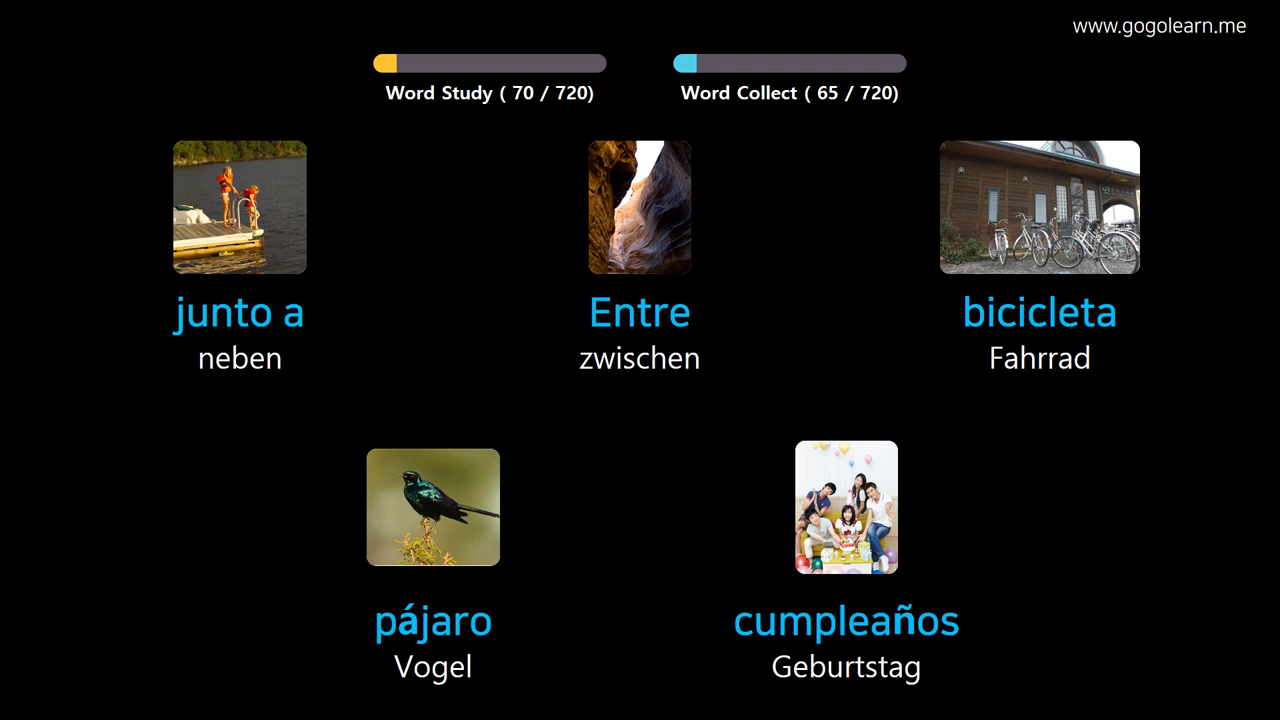 www.gogolearn.me
Word Study ( 70 / 720)
Word Collect ( 65 / 720)
junto a
neben
Entre
zwischen
bicicleta
Fahrrad
pájaro
Vogel
cumpleaños
Geburtstag